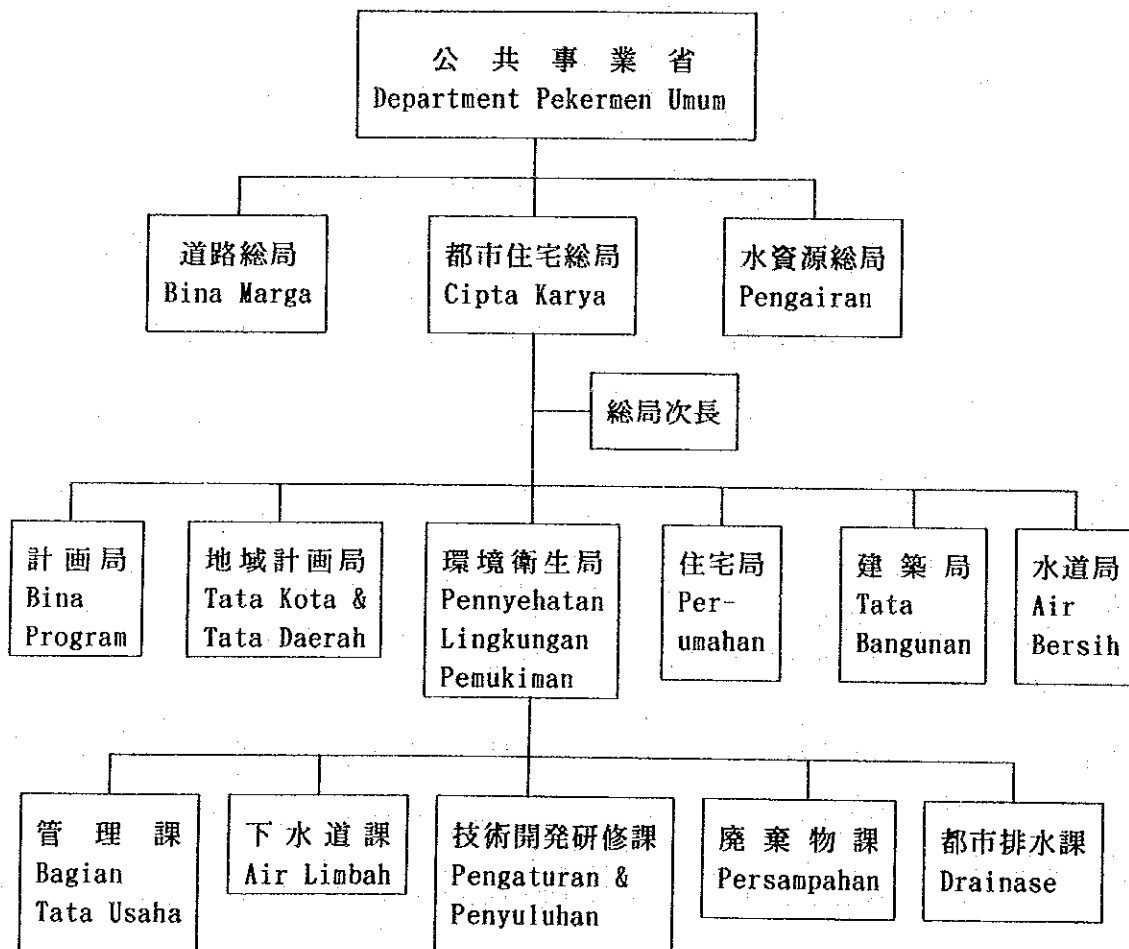 公共事業省
Department Pekermen Umum
道路総局
Bina Marga
都市住宅総局
Cipta Karya
水資源総局
Pengairan
総局次長
計画局
Bina
Program
地域計画局
Tata Kota &
Tata Daerah
環境衛生局
Pennyehatan
Lingkungan
Pemukiman
住宅局
Per-
umahan
建築局
Tata
Bangunan
水道局
Air
Bersih
管理課
Bagian
Tata Usaha
下水道課
Air Limbah
技術開発研修課
Pengaturan &
Penyuluhan
廃棄物課
Persampahan
都市排水課
Drainase